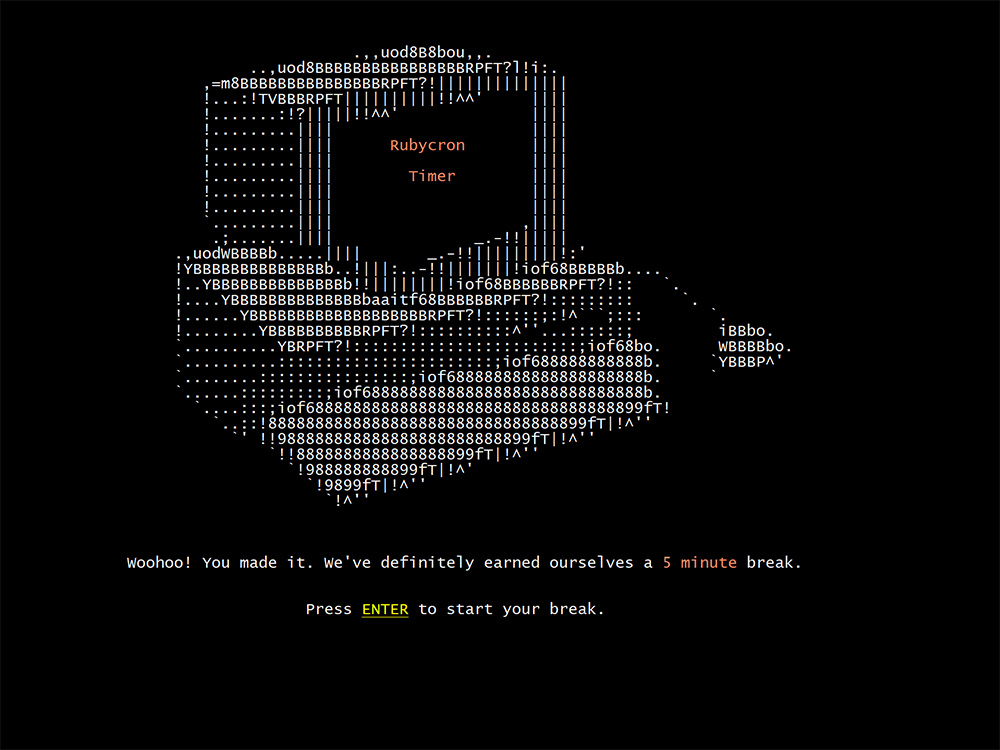 Rubycron
Timer
Woohoo! You made it. We've definitely earned ourselves a 5 minute break.
Press ENTER to start your break.